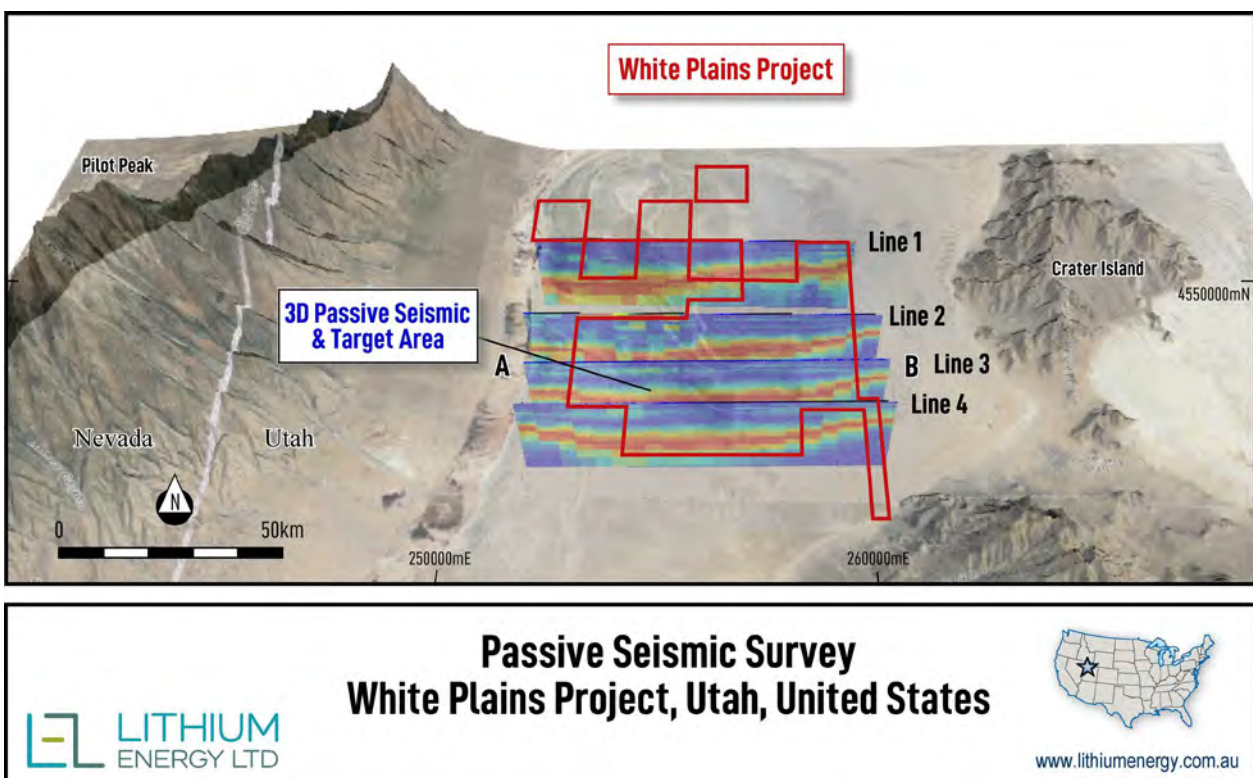 White Plains Project
Pilot Peak
Line 1
Crater Island
4550000mN
3D Passive Seismic
& Target Area
Line 2
A
B
Line 3
Line 4
Nevada
Utah
N
0
50km
250000mE
260000mE
Passive Seismic Survey
White Plains Project, Utah, United States
LITHIUM
ENERGY LTD
www.lithiumenergy.com.au